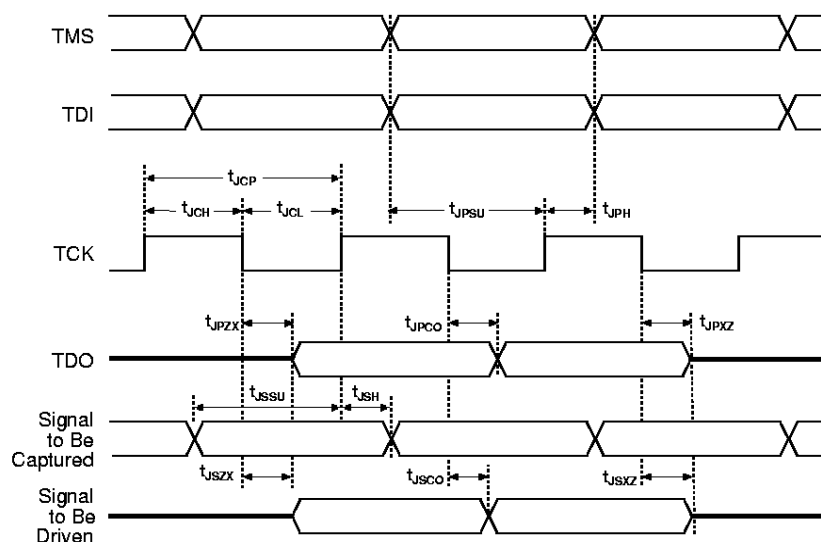 TMS
TDI
tJCP
tJCH
tJCL
tJPSU
tJPH
TCK
tJPZX
tJPCO
tJPXZ
TDO
tJSSU
tJSH
Signal
to Be
Captured
tJSZX
tJSCO
tJSXZ
Signal
to Be
Driven